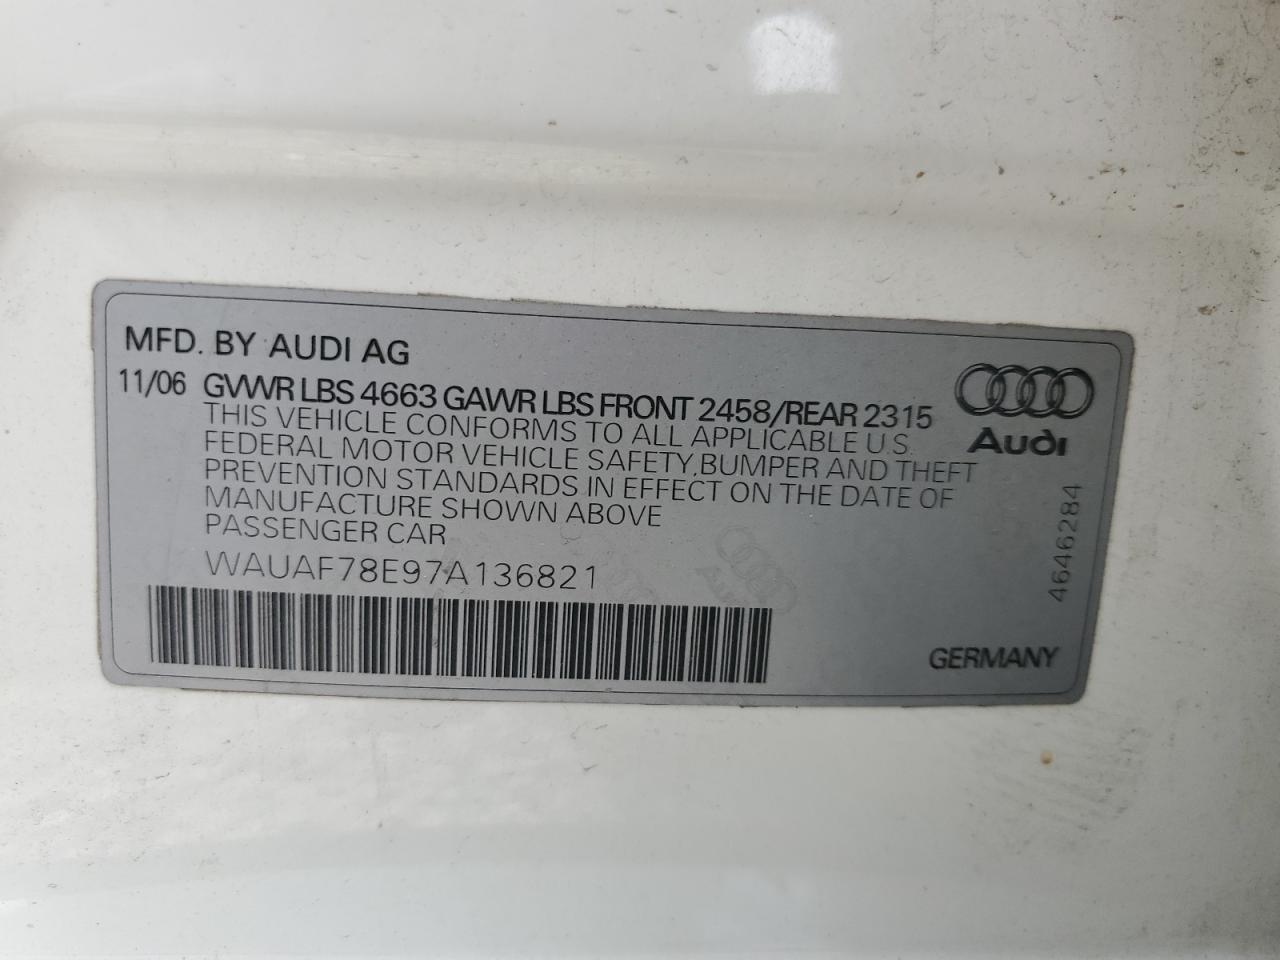 MFD. BY AUDI AG
11/06 GVWR LBS 4663 GAWR LBS FRONT 2458/REAR 2315
THIS VEHICLE CONFORMS TO ALL APPLICABLE U.S.
FEDERAL MOTOR VEHICLE SAFETY,BUMPER AND THEFT
PREVENTION STANDARDS IN EFFECT ON THE DATE OF
MANUFACTURE SHOWN ABOVE
PASSENGER CAR
WAUAF78E97A136821
Audi
4646284
GERMANY